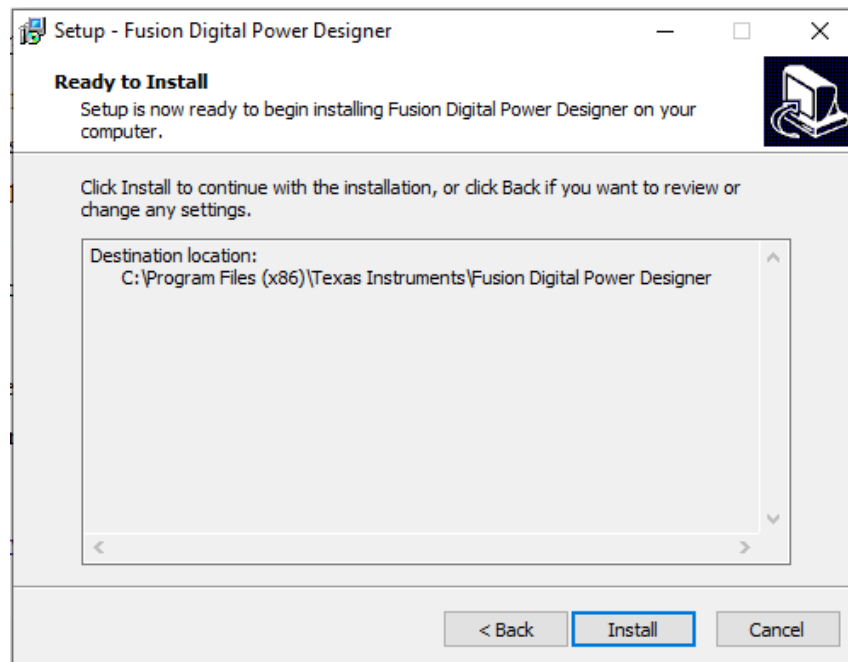 Setup - Fusion Digital Power Designer
Ready to Install
Setup is now ready to begin installing Fusion Digital Power Designer on your
computer.
Click Install to continue with the installation, or click Back if you want to review or
change any settings.
Destination location:
C:\Program Files (x86)\Texas Instruments\Fusion Digital Power Designer
< Back
Install
Cancel